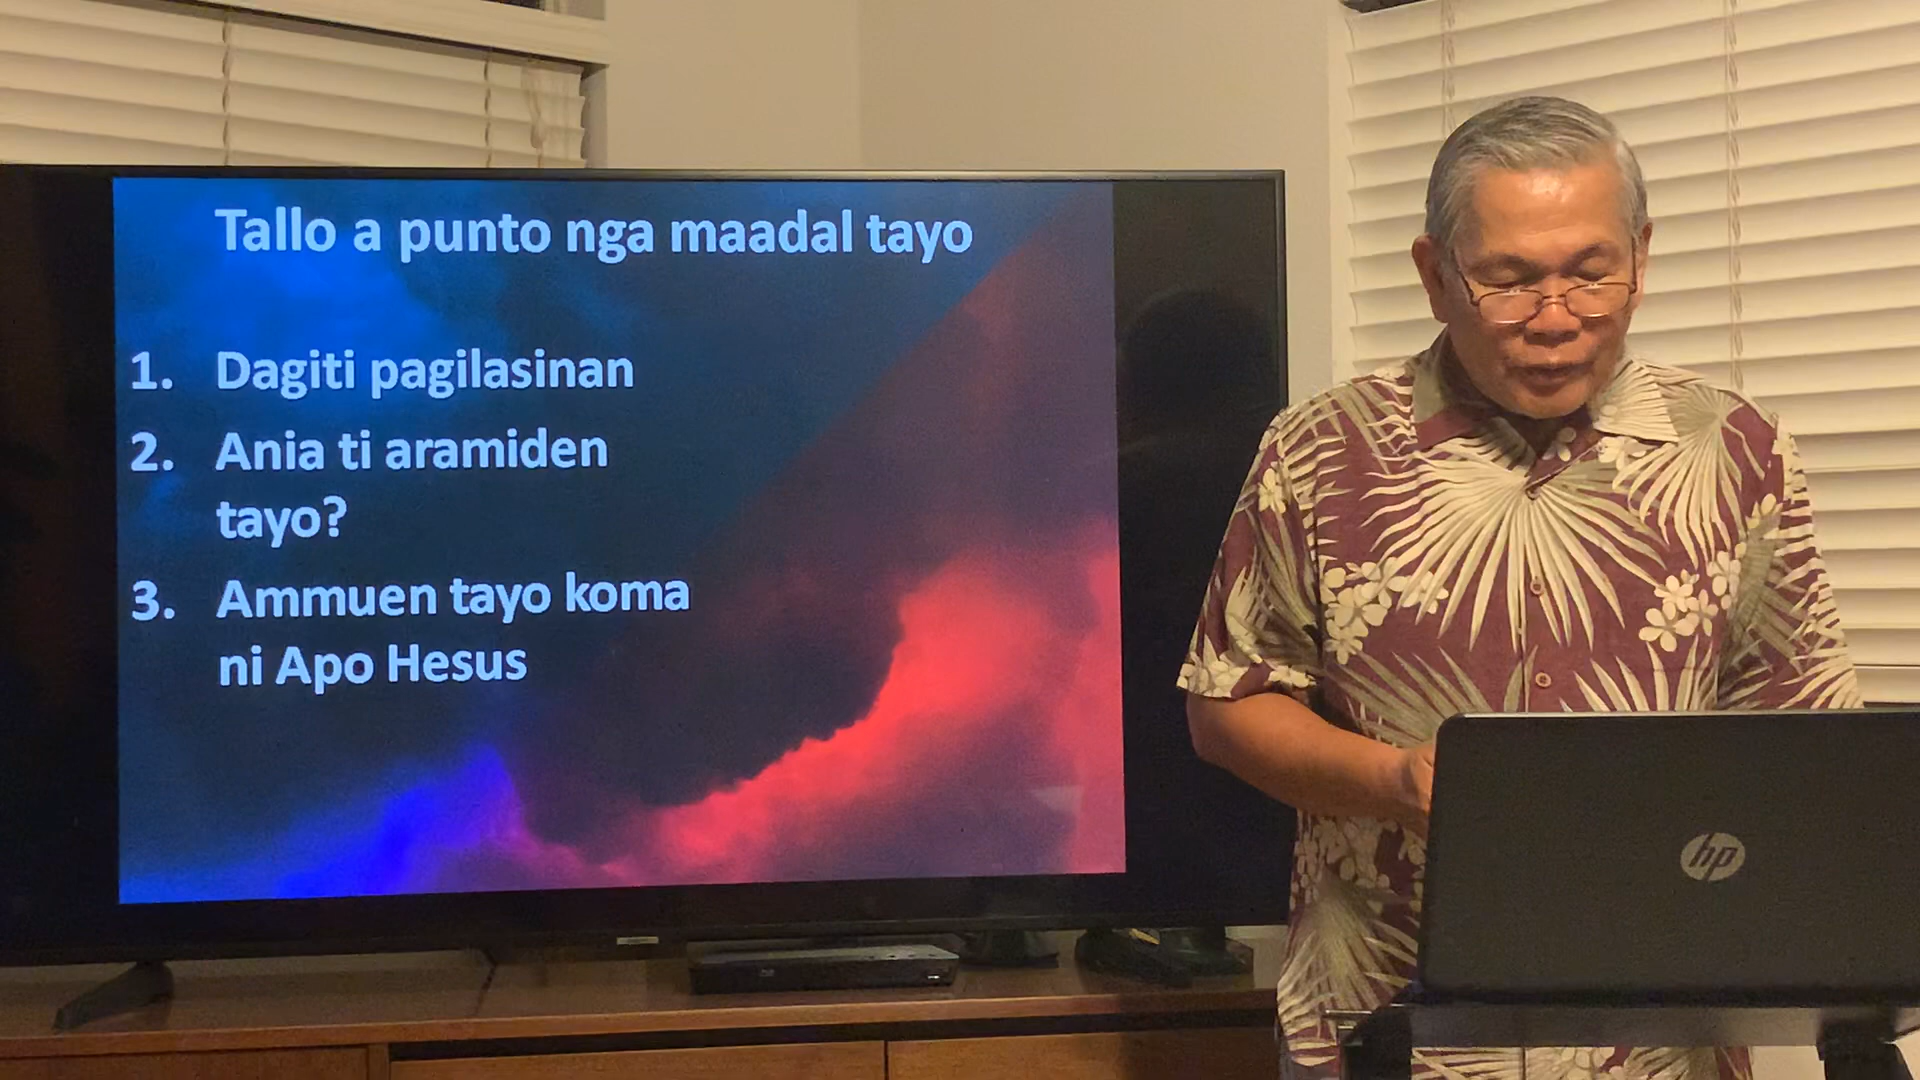 Tallo a punto nga maadal tayo
1. Dagiti pagilasinan
2. Ania ti aramiden
tayo?
3. Ammuen tayo koma
ni Apo Hesus
hp